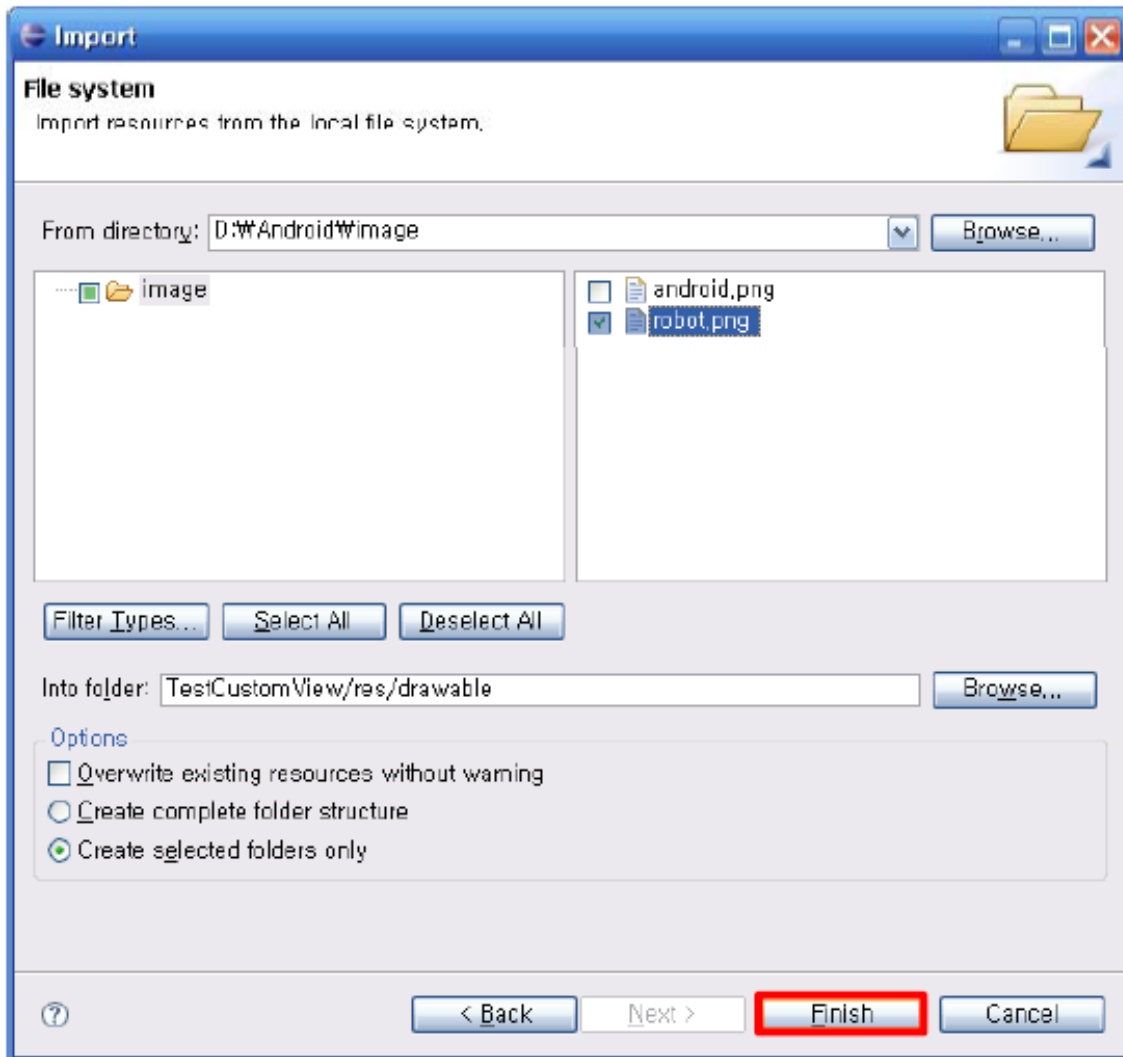 Import
File system
Import resources from the local file system.
From directory: D:₩Android₩image Browse...
image
android.png
robot.png
Filter Types... Select All Deselect All
Into folder: TestCustomView/res/drawable Browse...
Options
Overwrite existing resources without warning
Create complete folder structure
Create selected folders only
? < Back Next > Finish Cancel